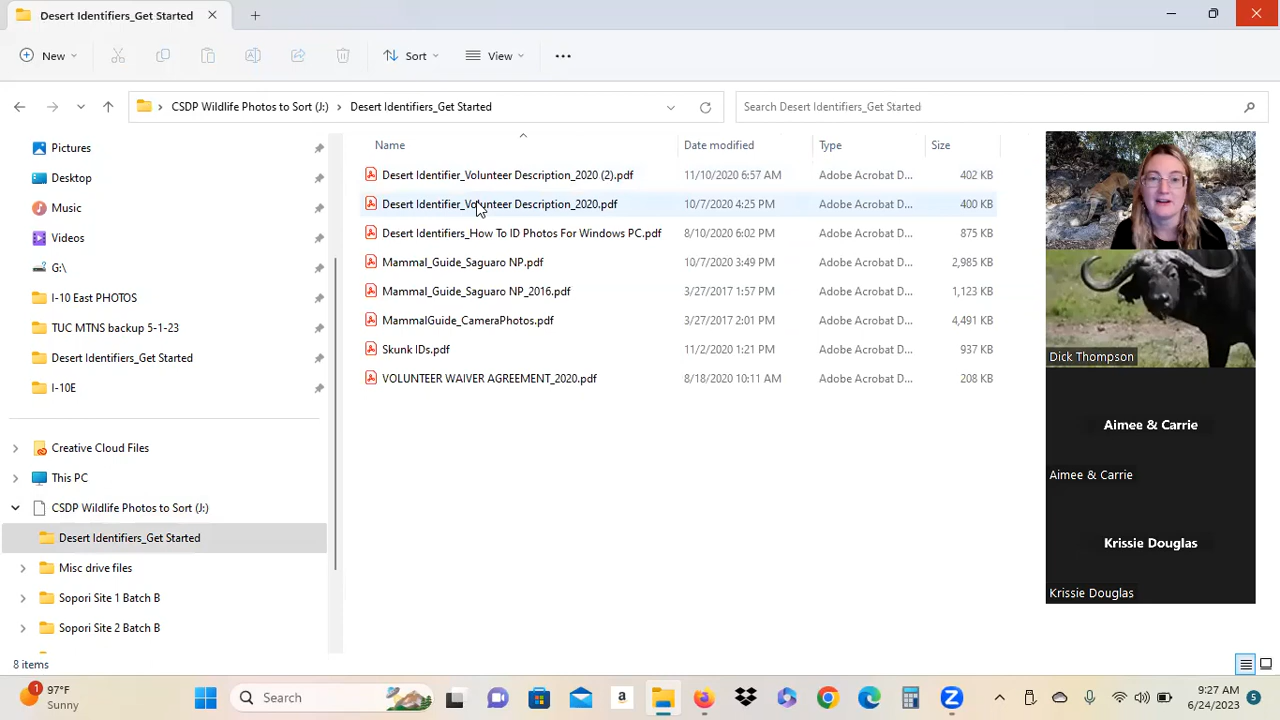 Desert Identifiers_Get Started
New
Sort
View
CSDP Wildlife Photos to Sort (J:) > Desert Identifiers_Get Started
Search Desert Identifiers_Get Started
Pictures
Desktop
Music
Videos
G:\
I-10 East PHOTOS
TUC MTNS backup 5-1-23
Desert Identifiers_Get Started
I-10E
Creative Cloud Files
This PC
CSDP Wildlife Photos to Sort (J:)
Desert Identifiers_Get Started
Misc drive files
Sopori Site 1 Batch B
Sopori Site 2 Batch B
Name Date modified Type Size
Desert Identifier_Volunteer Description_2020 (2).pdf 11/10/2020 6:57 AM Adobe Acrobat D... 402 KB
Desert Identifier_Volunteer Description_2020.pdf 10/7/2020 4:25 PM Adobe Acrobat D... 400 KB
Desert Identifiers_How To ID Photos For Windows PC.pdf 8/10/2020 6:02 PM Adobe Acrobat D... 875 KB
Mammal_Guide_Saguaro NP.pdf 10/7/2020 3:49 PM Adobe Acrobat D... 2,985 KB
Mammal_Guide_Saguaro NP_2016.pdf 3/27/2017 1:57 PM Adobe Acrobat D... 1,123 KB
MammalGuide_CameraPhotos.pdf 3/27/2017 2:01 PM Adobe Acrobat D... 4,491 KB
Skunk IDs.pdf 11/2/2020 1:21 PM Adobe Acrobat D... 937 KB
VOLUNTEER WAIVER AGREEMENT_2020.pdf 8/18/2020 10:11 AM Adobe Acrobat D... 208 KB
Dick Thompson
Aimee & Carrie
Aimee & Carrie
Krissie Douglas
Krissie Douglas
8 items
1
97°F
Sunny
Search
a
9:27 AM
6/24/2023
5